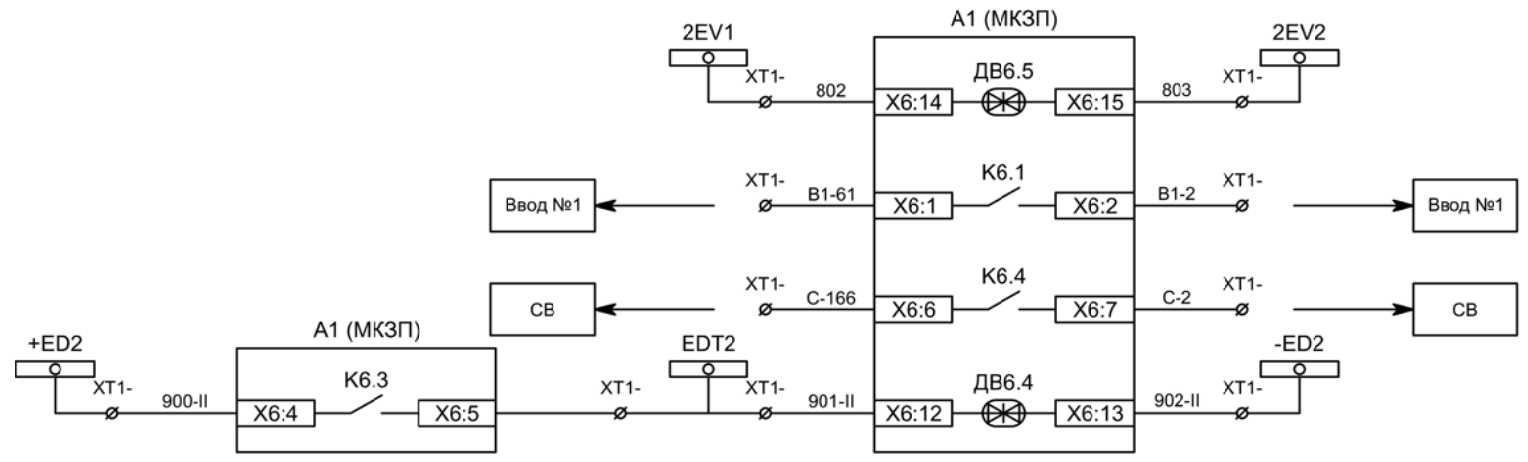 A1 (МКЗП)
2EV1
2EV2
XT1-
802
X6:14
ДВ6.5
X6:15
803
XT1-
Ввод №1
XT1-
B1-61
X6:1
K6.1
X6:2
B1-2
XT1-
Ввод №1
СВ
XT1-
C-166
X6:6
K6.4
X6:7
C-2
XT1-
СВ
+ED2
A1 (МКЗП)
EDT2
-ED2
XT1-
900-II
X6:4
K6.3
X6:5
XT1-
XT1-
901-II
X6:12
ДВ6.4
X6:13
902-II
XT1-